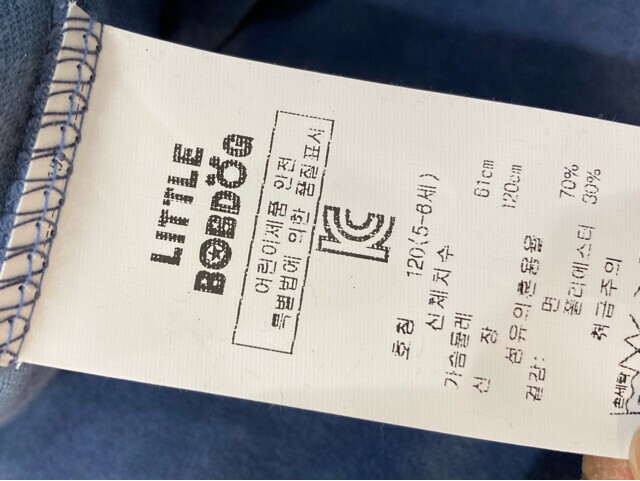 LITTLE
BOBDOG
어린이제품 안전
특별법에 의한 품질표시
호칭 120(5-6세)
신체치수
가슴둘레 61cm
신 장 120cm
섬유의혼용율
겉감: 면 70%
폴리에스터 30%
취급주의
손세탁